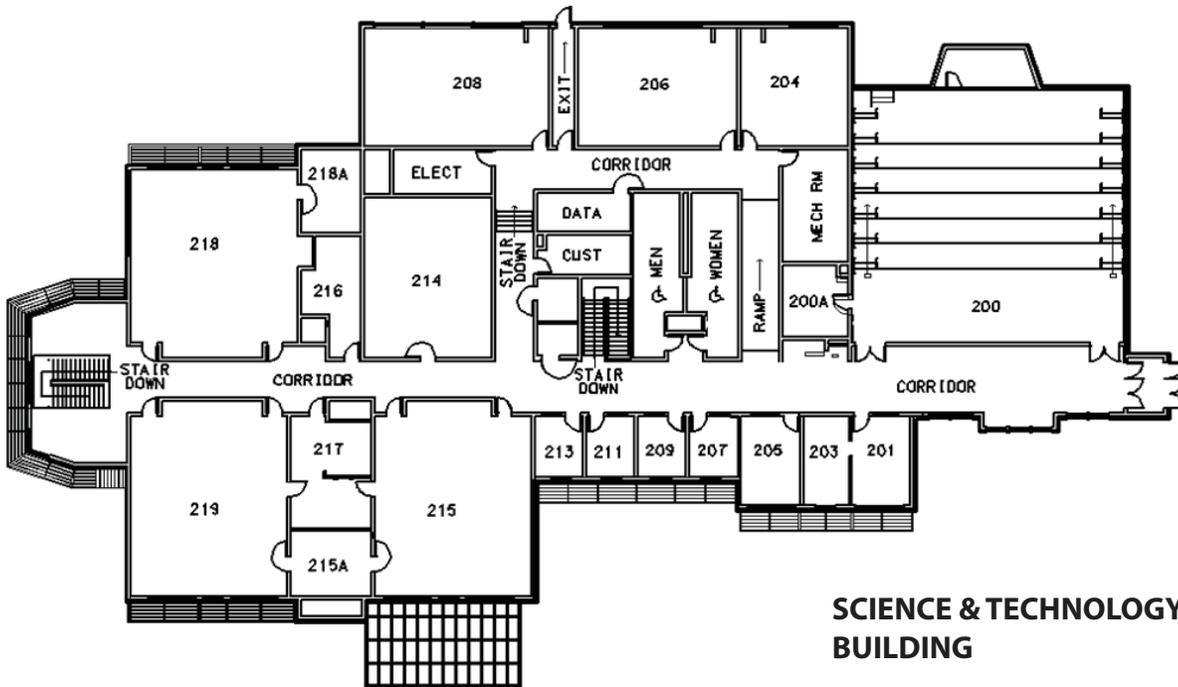 208
EXIT
206
204
218A
ELECT
CORRIDOR
MECH RM
DATA
218
STAIR
DOWN
CUST
MEN
WOMEN
216
214
RAMP
200A
200
STAIR
DOWN
CORRIDOR
STAIR
DOWN
CORRIDOR
217
213
211
209
207
205
203
201
219
215
215A
SCIENCE & TECHNOLOGY
BUILDING